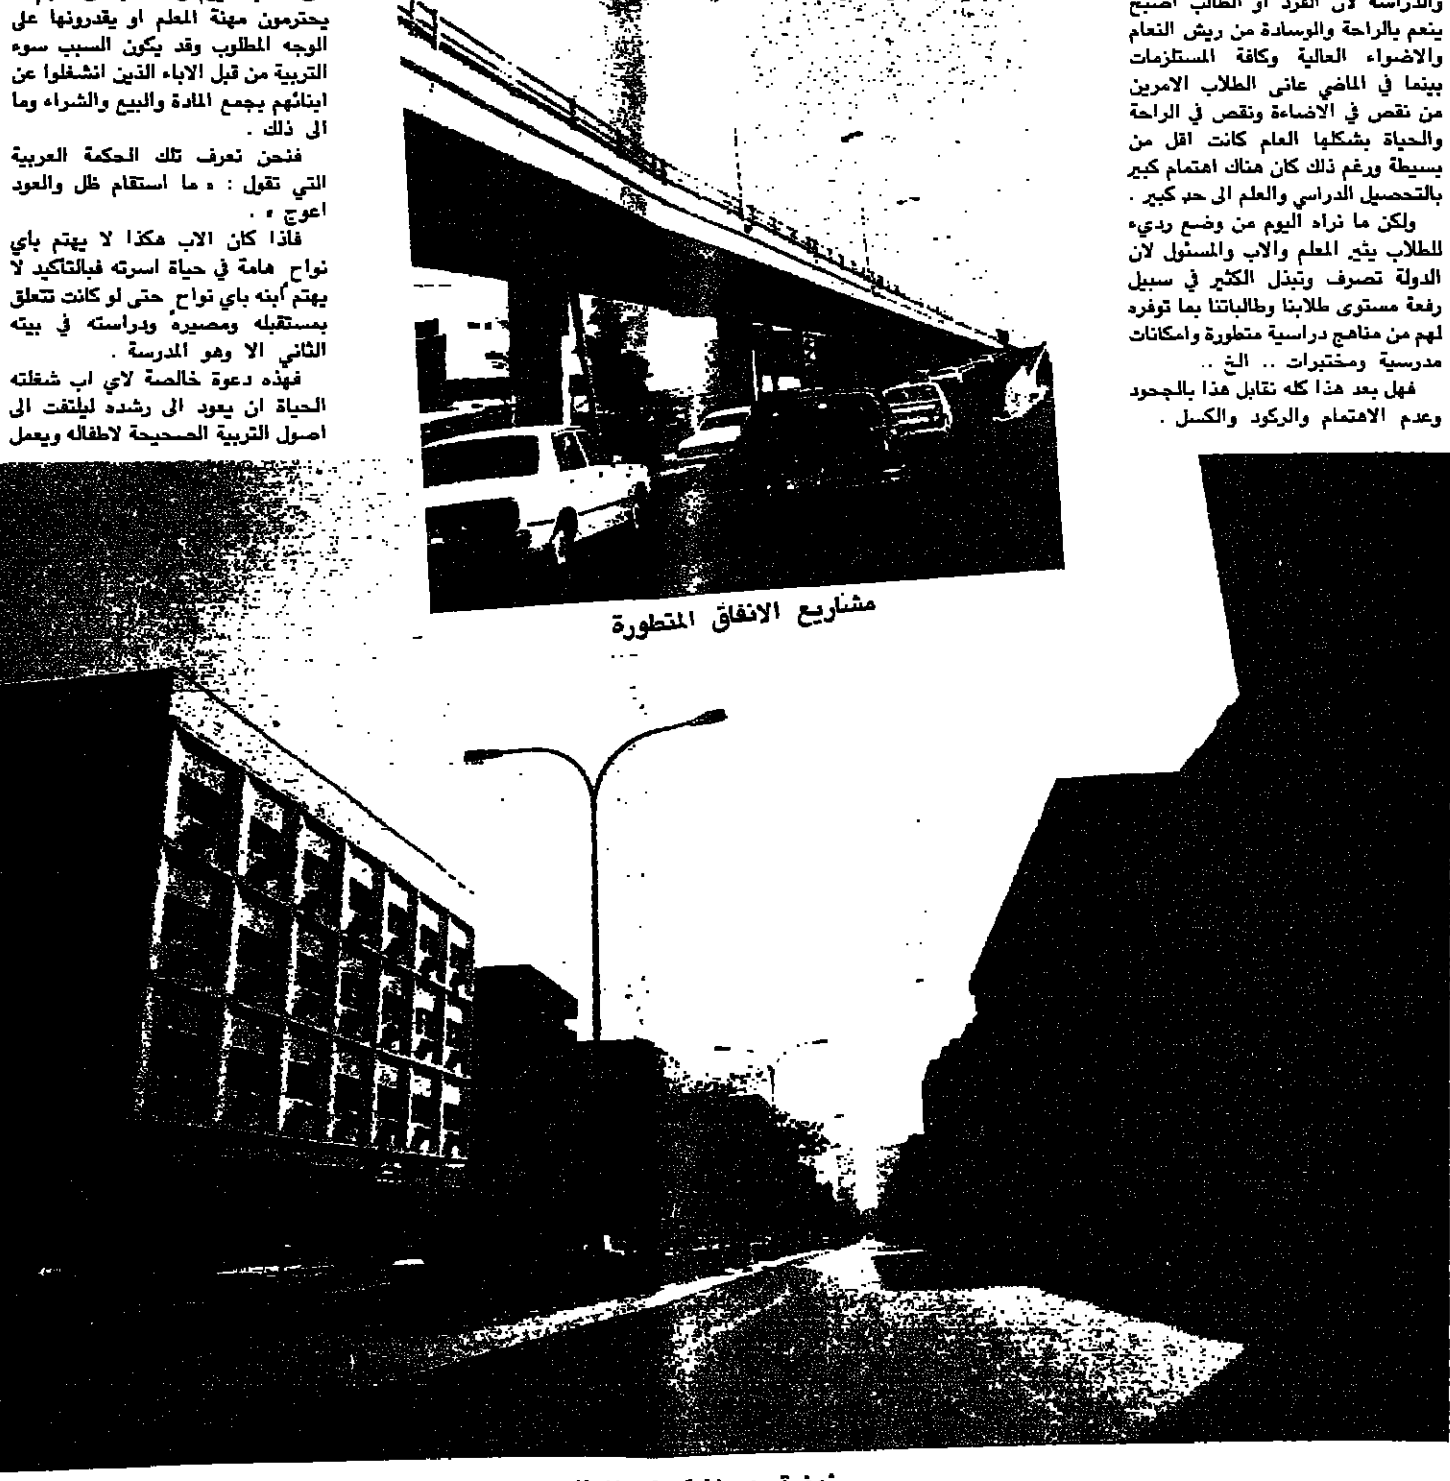 والدراسة لان الفرد او الطالب اصبح
ينعم بالراحة والوسادة من ريش النعام
والاضواء العالية وكافة المستلزمات
بينما في الماضي عانى الطلاب الامرين
من نقص في الاضاءة ونقص في الراحة
والحياة بشكلها العام كانت اقل من
بسيطة ورغم ذلك كان هناك اهتمام كبير
بالتحصيل الدراسي والعلم الى حد كبير .
ولكن ما نراه اليوم من وضع رديء
للطلاب يثير المعلم والاب والمسئول لان
الدولة تصرف وتبذل الكثير في سبيل
رفعة مستوى طلابنا وطالباتنا بما توفره
لهم من مناهج دراسية متطورة وامكانات
مدرسية ومختبرات .. الخ ..
فهل بعد هذا كله نقابل هذا بالجحود
وعدم الاهتمام والركود والكسل .
يحترمون مهنة المعلم او يقدرونها على
الوجه المطلوب وقد يكون السبب سوء
التربية من قبل الاباء الذين انشغلوا عن
ابنائهم بجمع المادة والبيع والشراء وما
الى ذلك .
فنحن نعرف تلك الحكمة العربية
التي تقول : « ما استقام ظل والعود
اعوج » .
فاذا كان الاب هكذا لا يهتم باي
نواح هامة في حياة اسرته فبالتاكيد لا
يهتم ابنه باي نواح حتى لو كانت تتعلق
بمستقبله ومصيره ودراسته في بيته
الثاني الا وهو المدرسة .
فهذه دعوة خالصة لاي اب شغلته
الحياة ان يعود الى رشده ليلتفت الى
اصول التربية الصحيحة لاطفاله ويعمل
مشاريع الانفاق المتطورة